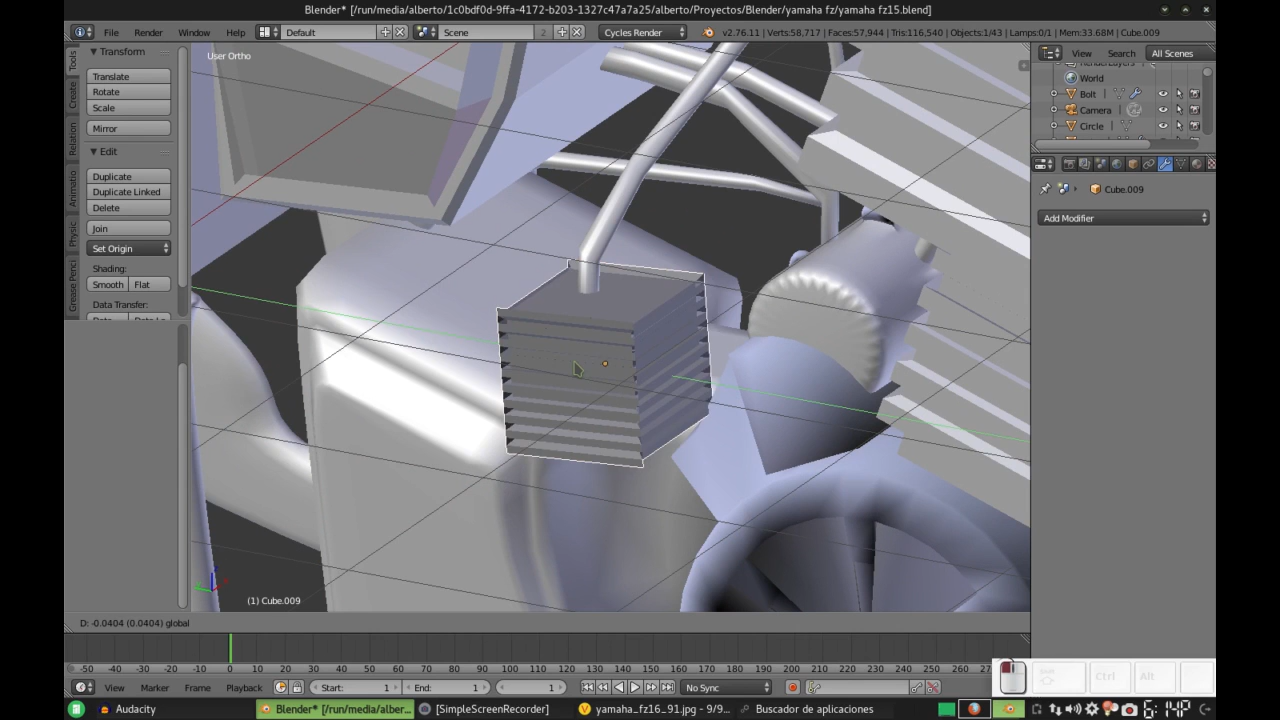 Blender* [/run/media/alberto/1c0bdf0d-9ffa-4172-b203-1327c47a7a25/alberto/Proyectos/Blender/yamaha fz/yamaha fz15.blend]
File Render Window Help Default Scene 2 Cycles Render v2.76.11 | Verts:58,717 | Faces:57,944 | Tris:116,540 | Objects:1/43 | Lamps:0/1 | Mem:33.68M | Cube.009
Tools
Create
Relation
Animatio
Physic
Grease Penci
Transform
Translate
Rotate
Scale
Mirror
Edit
Duplicate
Duplicate Linked
Delete
Join
Set Origin
Shading:
Smooth Flat
Data Transfer:
User Ortho
(1) Cube.009
View Search All Scenes
World
Bolt
Camera
Circle
Cube.009
Add Modifier
D: -0.0404 (0.0404) global
-50 -40 -30 -20 -10 0 10 20 30 40 50 60 70 80 90 100 110 120 130 140 150 160 170 180 190 200 210 220 230 240 250 260 27
View Marker Frame Playback Start: 1 End: 1 1 No Sync
Ctrl Alt
Audacity Blender* [/run/media/alber... [SimpleScreenRecorder] yamaha_fz16_91.jpg - 9/9... Buscador de aplicaciones